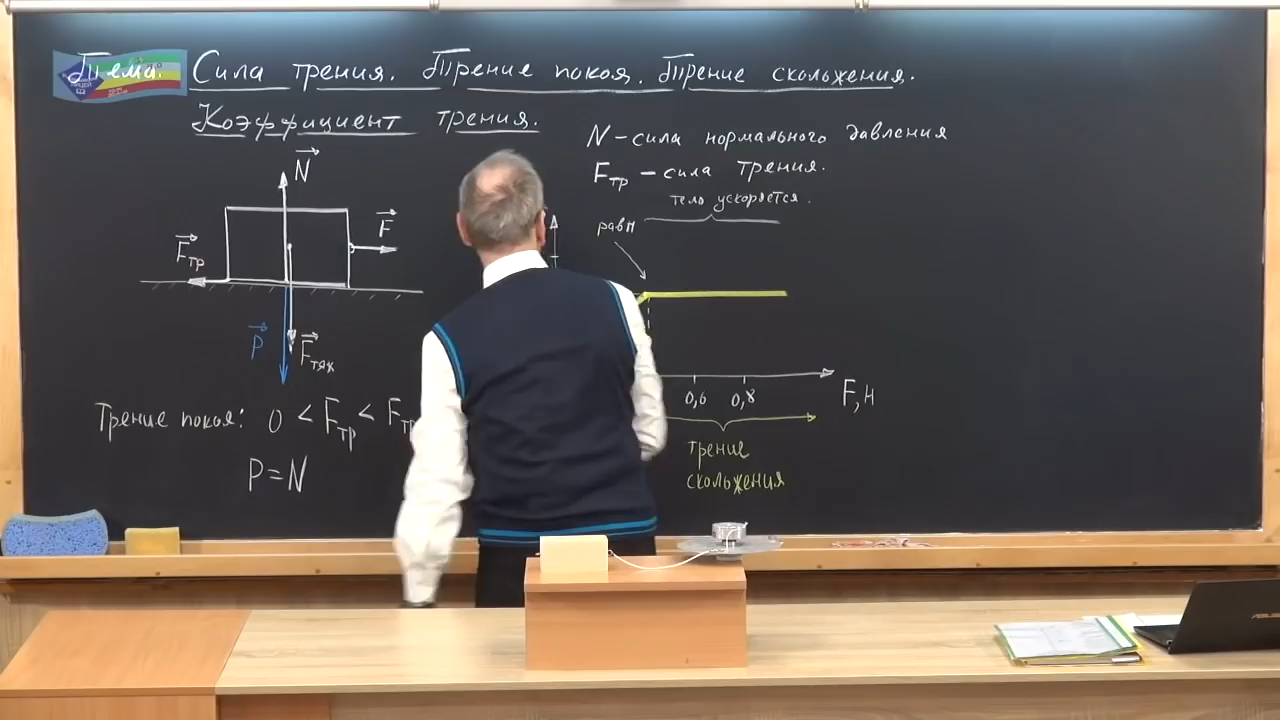 Тема. Сила трения. Трение покоя. Трение скольжения.
Коэффициент трения.
N – сила нормального давления
Fтр – сила трения.
тело ускоряется.
N
F
Fтр
P
Fтяж
Трение покоя: 0 < Fтр < Fтр
P = N
0,6 0,8
F, Н
трение
скольжения